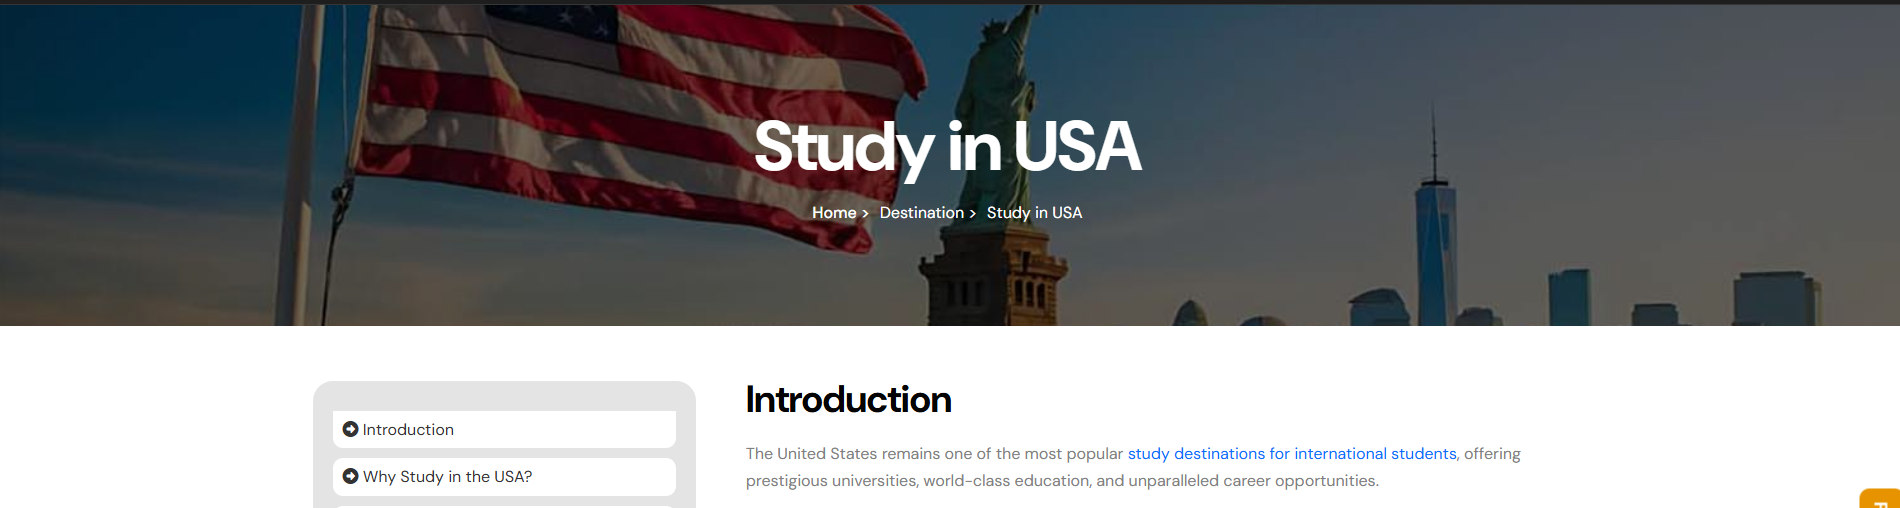 Study in USA
Home > Destination > Study in USA
Introduction
Why Study in the USA?
Introduction
The United States remains one of the most popular study destinations for international students, offering
prestigious universities, world-class education, and unparalleled career opportunities.